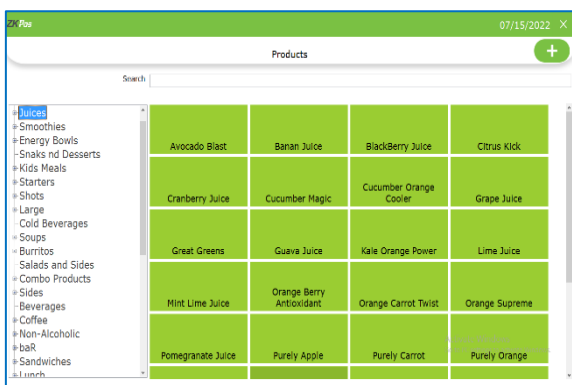 ZKPos 07/15/2022 X
Products
+
Search
Juices
Smoothies
Energy Bowls
Snaks nd Desserts
Kids Meals
Starters
Shots
Large
Cold Beverages
Soups
Burritos
Salads and Sides
Combo Products
Sides
Beverages
Coffee
Non-Alcoholic
baR
Sandwiches
Lunch
Avocado Blast
Banan Juice
BlackBerry Juice
Citrus Kick
Cranberry Juice
Cucumber Magic
Cucumber Orange
Cooler
Grape Juice
Great Greens
Guava Juice
Kale Orange Power
Lime Juice
Mint Lime Juice
Orange Berry
Antioxidant
Orange Carrot Twist
Orange Supreme
Pomegranate Juice
Purely Apple
Purely Carrot
Purely Orange